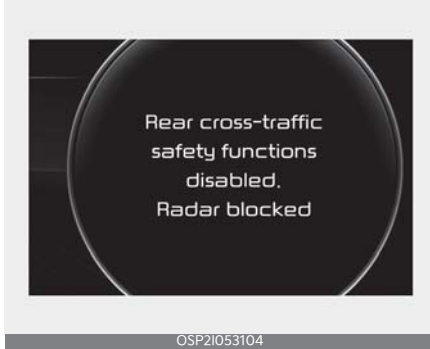 Rear cross-traffic
safety functions
disabled.
Radar blocked
OSP2I053104